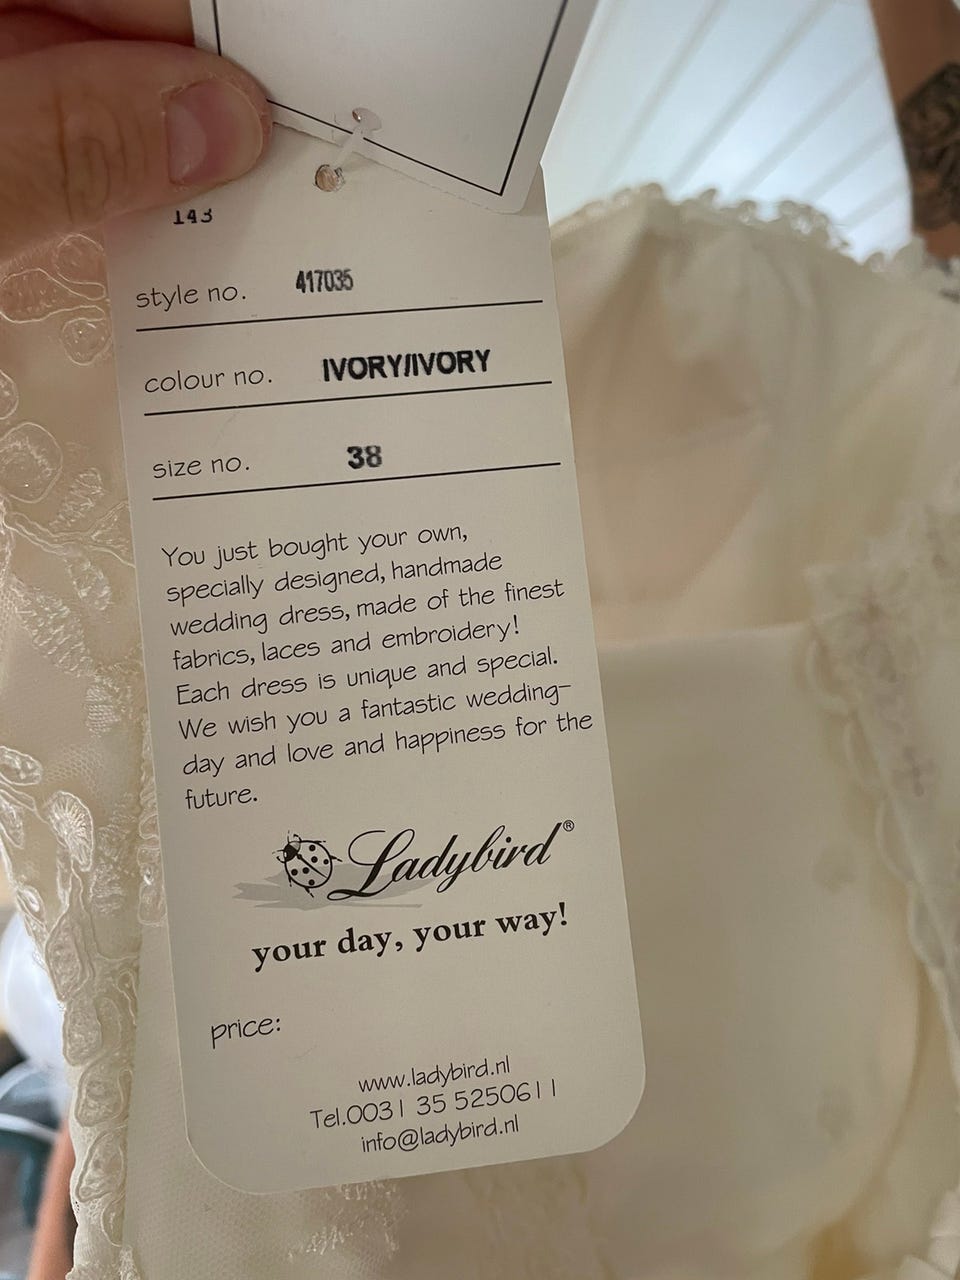 143
style no. 417035
colour no. IVORY/IVORY
size no. 38
You just bought your own,
specially designed, handmade
wedding dress, made of the finest
fabrics, laces and embroidery!
Each dress is unique and special.
We wish you a fantastic wedding-
day and love and happiness for the
future.
Ladybird®
your day, your way!
price:
www.ladybird.nl
Tel.0031 35 5250611
info@ladybird.nl